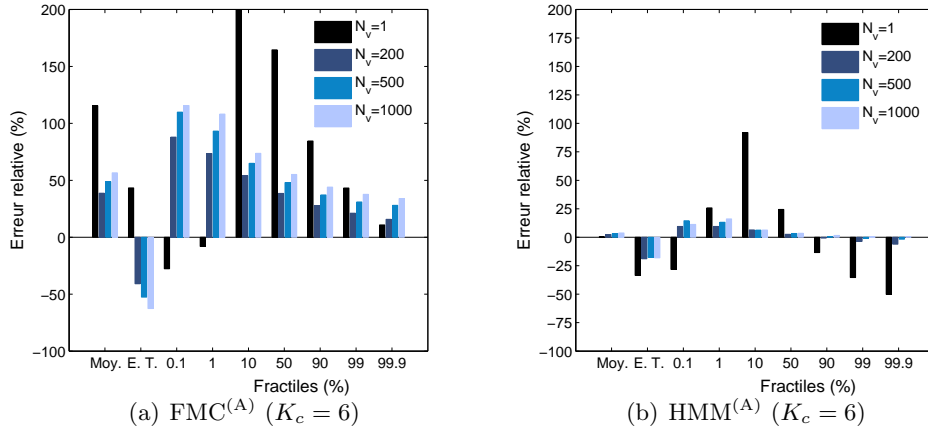 200
150
100
50
0
−50
−100
Erreur relative (%)
N_v=1
N_v=200
N_v=500
N_v=1000
Moy. E. T. 0.1 1 10 50 90 99 99.9
Fractiles (%)
(a) FMC^(A) (K_c = 6)
200
175
150
125
100
75
50
25
0
−25
−50
−75
−100
Erreur relative (%)
N_v=1
N_v=200
N_v=500
N_v=1000
Moy. E. T. 0.1 1 10 50 90 99 99.9
Fractiles (%)
(b) HMM^(A) (K_c = 6)